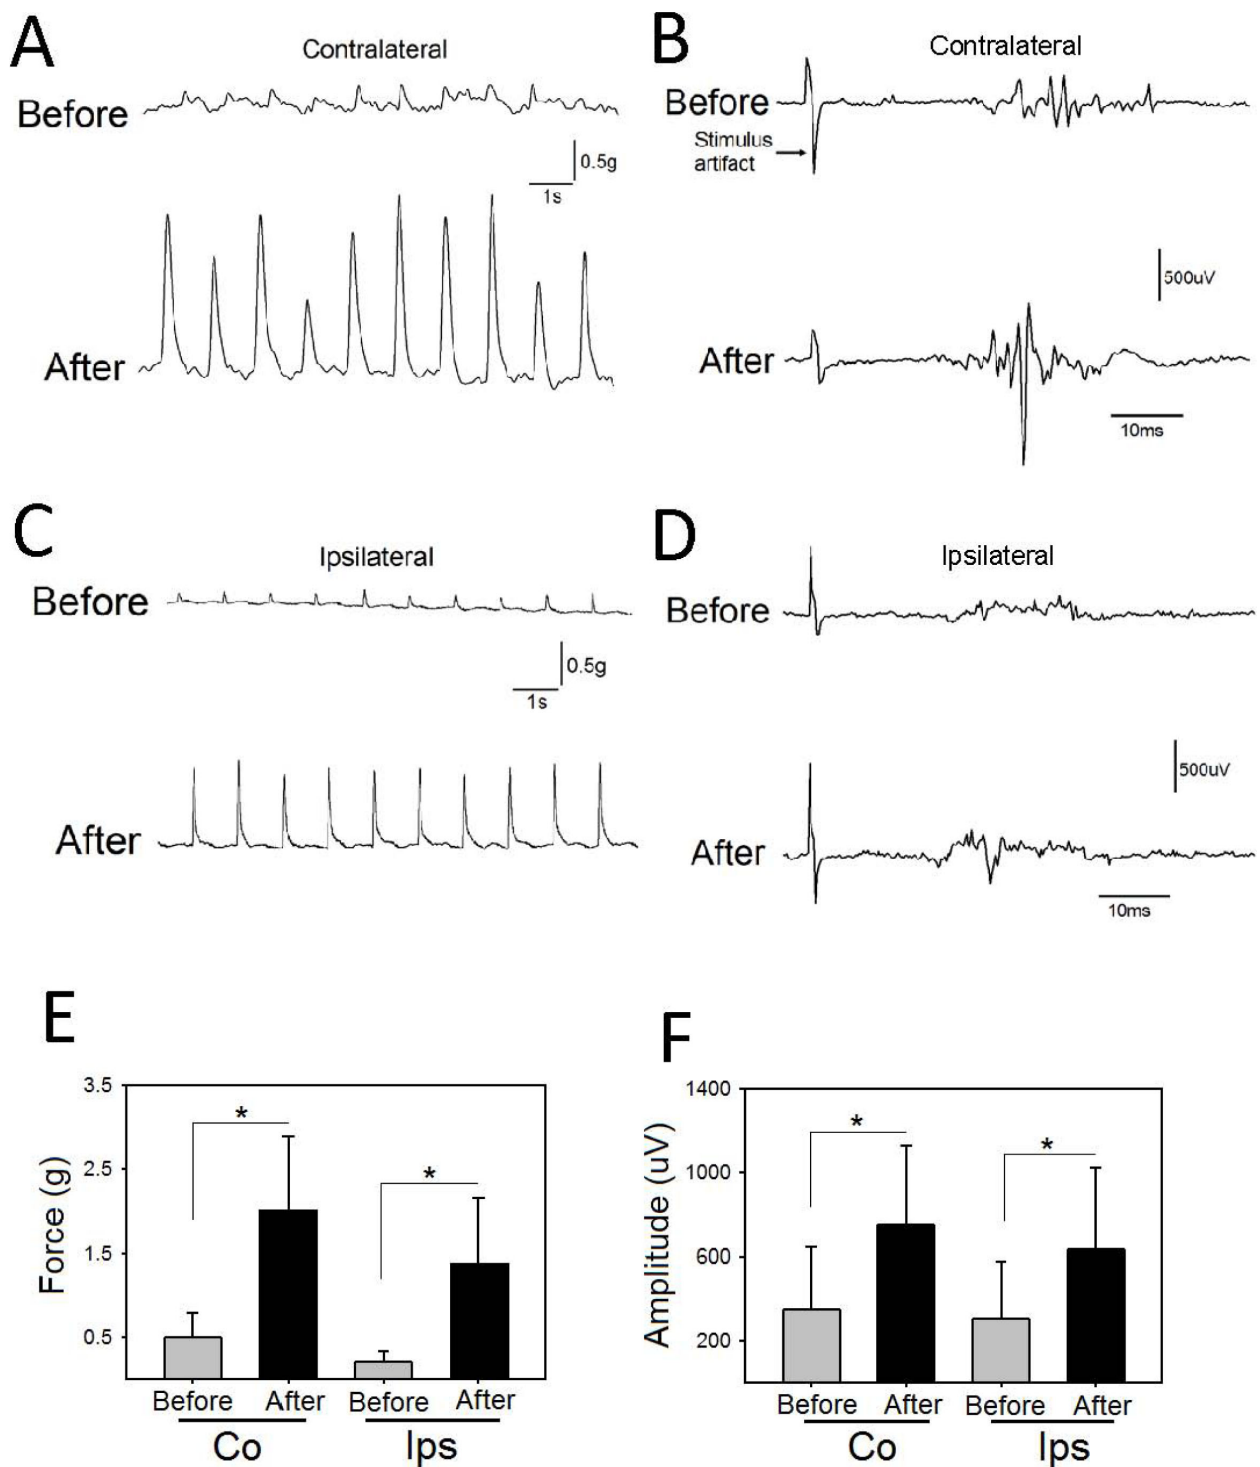 A
Contralateral
Before
0.5g
1s
After
B
Contralateral
Before
Stimulus
artifact
500uV
After
10ms
C
Ipsilateral
Before
0.5g
1s
After
D
Ipsilateral
Before
500uV
After
10ms
E
3.5
2.5
1.5
0.5
Force (g)
*
*
Before After Before After
Co Ips
F
1400
1000
600
200
Amplitude (uV)
*
*
Before After Before After
Co Ips